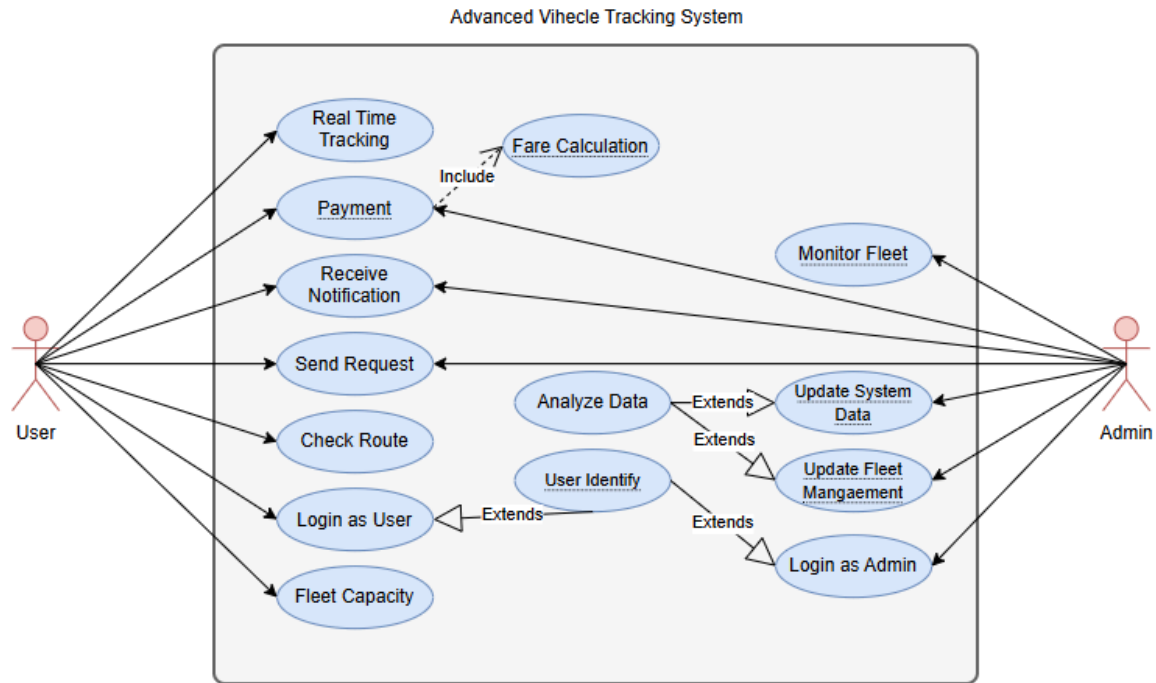 Advanced Vihecle Tracking System
Real Time
Tracking
Fare Calculation
Include
Payment
Monitor Fleet
Receive
Notification
Send Request
User
Admin
Analyze Data
Extends
Update System
Data
Extends
Check Route
User Identify
Update Fleet
Mangaement
Login as User
Extends
Extends
Login as Admin
Fleet Capacity